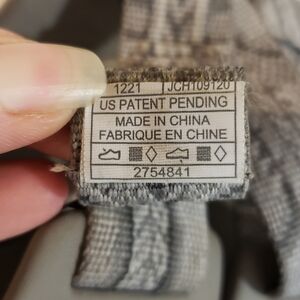 1221 JCH109120
US PATENT PENDING
MADE IN CHINA
FABRIQUE EN CHINE
2754841